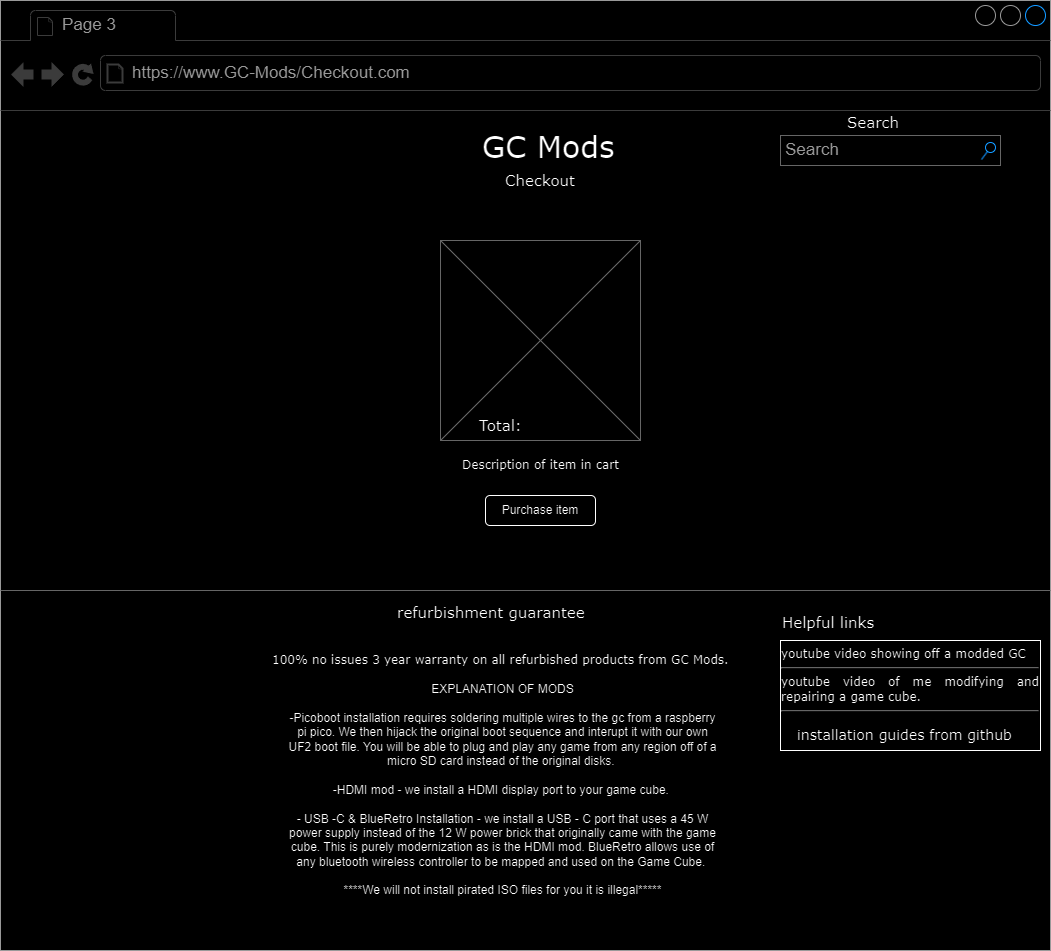 Page 3
https://www.GC-Mods/Checkout.com
Search
GC Mods
Search
Checkout
Total:
Description of item in cart
Purchase item
refurbishment guarantee
100% no issues 3 year warranty on all refurbished products from GC Mods.
EXPLANATION OF MODS
-Picoboot installation requires soldering multiple wires to the gc from a raspberry
pi pico. We then hijack the original boot sequence and interupt it with our own
UF2 boot file. You will be able to plug and play any game from any region off of a
micro SD card instead of the original disks.
-HDMI mod - we install a HDMI display port to your game cube.
- USB -C & BlueRetro Installation - we install a USB - C port that uses a 45 W
power supply instead of the 12 W power brick that originally came with the game
cube. This is purely modernization as is the HDMI mod. BlueRetro allows use of
any bluetooth wireless controller to be mapped and used on the Game Cube.
****We will not install pirated ISO files for you it is illegal*****
Helpful links
youtube video showing off a modded GC
youtube video of me modifying and
repairing a game cube.
installation guides from github